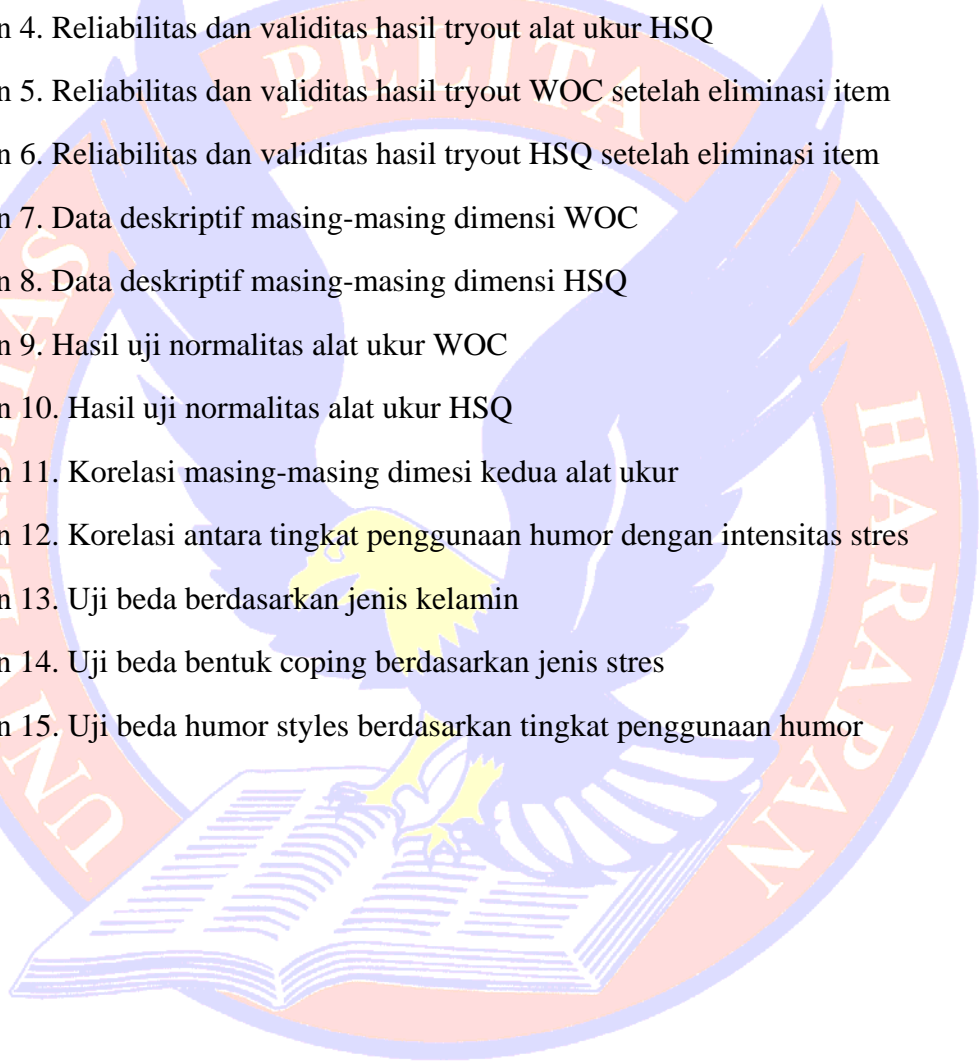 n 4. Reliabilitas dan validitas hasil tryout alat ukur HSQ
n 5. Reliabilitas dan validitas hasil tryout WOC setelah eliminasi item
n 6. Reliabilitas dan validitas hasil tryout HSQ setelah eliminasi item
n 7. Data deskriptif masing-masing dimensi WOC
n 8. Data deskriptif masing-masing dimensi HSQ
n 9. Hasil uji normalitas alat ukur WOC
n 10. Hasil uji normalitas alat ukur HSQ
n 11. Korelasi masing-masing dimesi kedua alat ukur
n 12. Korelasi antara tingkat penggunaan humor dengan intensitas stres
n 13. Uji beda berdasarkan jenis kelamin
n 14. Uji beda bentuk coping berdasarkan jenis stres
n 15. Uji beda humor styles berdasarkan tingkat penggunaan humor
PELITA
HARAPAN